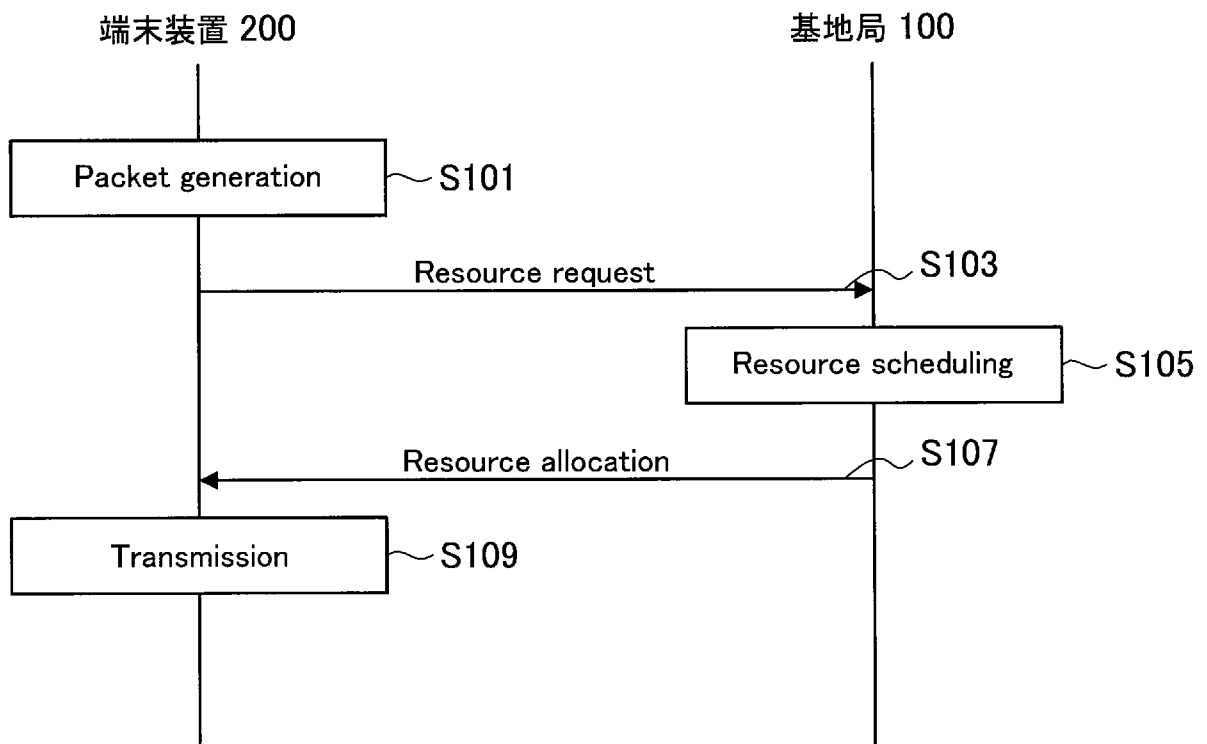 端末装置 200
基地局 100
Packet generation
S101
Resource request
S103
Resource scheduling
S105
Resource allocation
S107
Transmission
S109